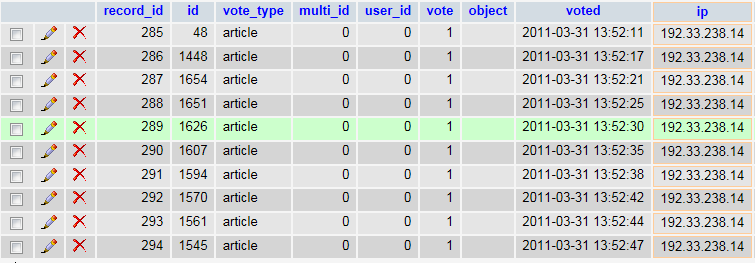 record_id id vote_type multi_id user_id vote object voted ip
285 48 article 0 0 1 2011-03-31 13:52:11 192.33.238.14
286 1448 article 0 0 1 2011-03-31 13:52:17 192.33.238.14
287 1654 article 0 0 1 2011-03-31 13:52:21 192.33.238.14
288 1651 article 0 0 1 2011-03-31 13:52:25 192.33.238.14
289 1626 article 0 0 1 2011-03-31 13:52:30 192.33.238.14
290 1607 article 0 0 1 2011-03-31 13:52:35 192.33.238.14
291 1594 article 0 0 1 2011-03-31 13:52:38 192.33.238.14
292 1570 article 0 0 1 2011-03-31 13:52:42 192.33.238.14
293 1561 article 0 0 1 2011-03-31 13:52:44 192.33.238.14
294 1545 article 0 0 1 2011-03-31 13:52:47 192.33.238.14